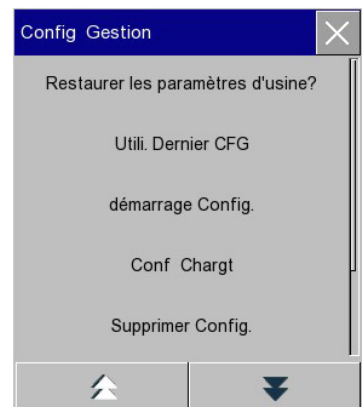 Config Gestion
Restaurer les paramètres d'usine?
Utili. Dernier CFG
démarrage Config.
Conf Chargt
Supprimer Config.